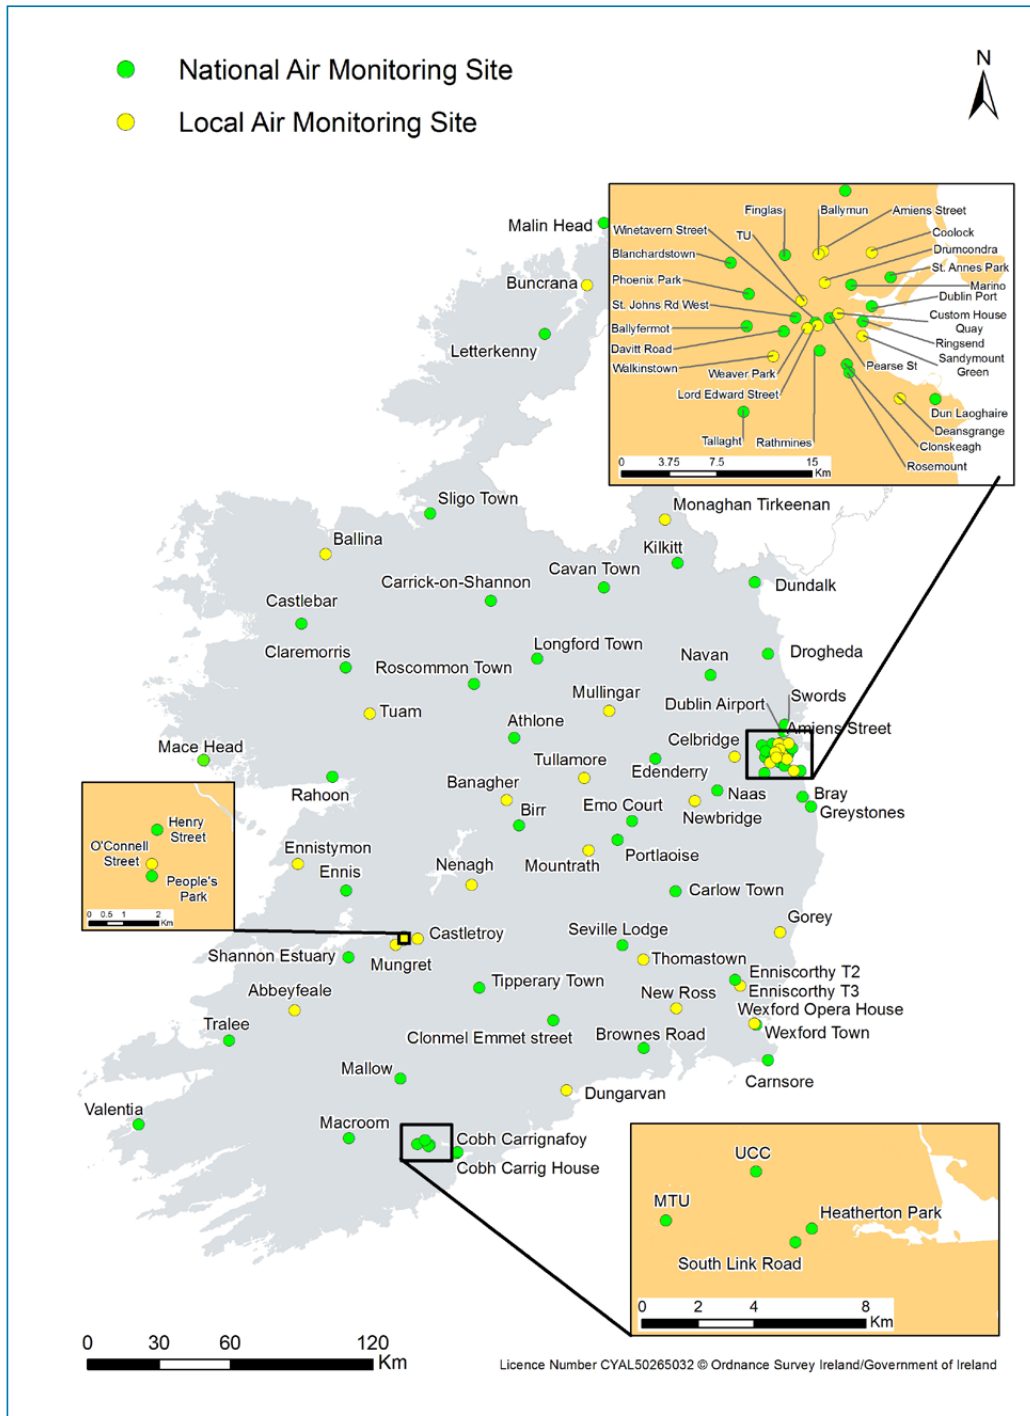 National Air Monitoring Site
Local Air Monitoring Site
N
Malin Head
Buncrana
Letterkenny
Finglas
Ballymun
Amiens Street
Winetavern Street
TU
Coolock
Drumcondra
Blanchardstown
St. Annes Park
Phoenix Park
Marino
Dublin Port
St. Johns Rd West
Custom House
Quay
Ballyfermot
Ringsend
Davitt Road
Sandymount
Green
Walkinstown
Weaver Park
Pearse St
Lord Edward Street
Dun Laoghaire
Deansgrange
Tallaght
Rathmines
Clonskeagh
Rosemount
0 3.75 7.5 15
Km
Sligo Town
Monaghan Tirkeenan
Ballina
Kilkitt
Cavan Town
Carrick-on-Shannon
Dundalk
Castlebar
Claremorris
Longford Town
Drogheda
Roscommon Town
Navan
Mullingar
Swords
Dublin Airport
Tuam
Athlone
Amiens Street
Mace Head
Celbridge
Tullamore
Edenderry
Rahoon
Banagher
Naas
Bray
Birr
Emo Court
Newbridge
Greystones
Henry
Street
O'Connell
Street
People's
Park
0 0.5 1 2
Km
Ennistymon
Ennis
Nenagh
Mountrath
Portlaoise
Carlow Town
Gorey
Castletroy
Seville Lodge
Shannon Estuary
Mungret
Thomastown
Enniscorthy T2
Tipperary Town
Abbeyfeale
New Ross
Enniscorthy T3
Wexford Opera House
Tralee
Clonmel Emmet street
Brownes Road
Wexford Town
Mallow
Carnsore
Dungarvan
Valentia
Macroom
Cobh Carrignafoy
Cobh Carrig House
UCC
MTU
Heatherton Park
South Link Road
0 2 4 8
Km
0 30 60 120
Km
Licence Number CYAL50265032 © Ordnance Survey Ireland/Government of Ireland